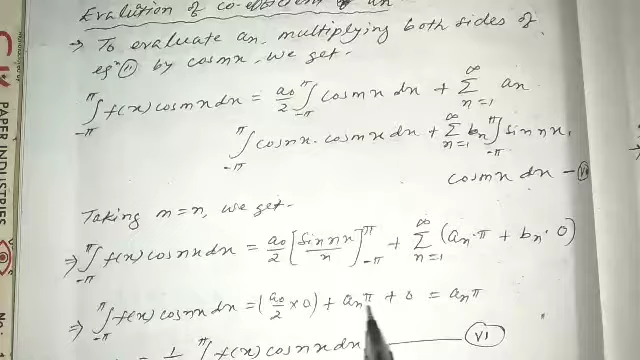 Evalution of co-efficient of an
⇒ To evaluate an, multiplying both sides of
eqⁿ (ii) by cosmx, we get-
∫_{-π}^{π} f(x) cosmx dx = a₀/2 ∫_{-π}^{π} cosmx dx + Σ_{n=1}^{∞} an
∫_{-π}^{π} cosnx. cosmx dx + Σ_{n=1}^{∞} bn ∫_{-π}^{π} sinnx.
cosmx dx –
Taking m=n, we get-
⇒ ∫_{-π}^{π} f(x) cosnx dx = a₀/2 [sinnx/n]_{-π}^{π} + Σ_{n=1}^{∞} (an.π + bn.0)
⇒ ∫_{-π}^{π} f(x) cosnx dx = (a₀/2 × 0) + anπ + 0 = anπ
∫ f(x) cosnx dx — (vi)
PAPER INDUSTRIES
No.: